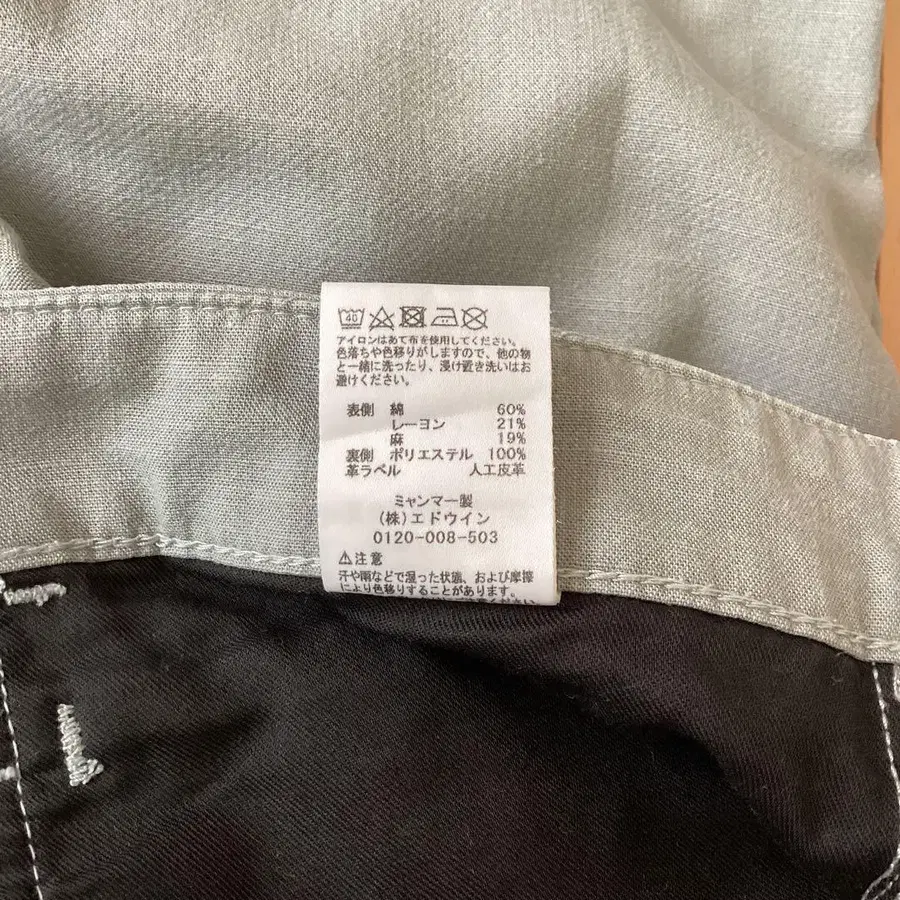 40
アイロンはあて布を使用してください。
色落ちや色移りがしますので、他の物
と一緒に洗ったり、浸け置き洗いはお
避けください。
表側 綿 60%
レーヨン 21%
麻 19%
裏側 ポリエステル 100%
革ラベル 人工皮革
ミャンマー製
(株)エドウイン
0120-008-503
⚠注意
汗や雨などで湿った状態、および摩擦
により色移りすることがあります。
ください